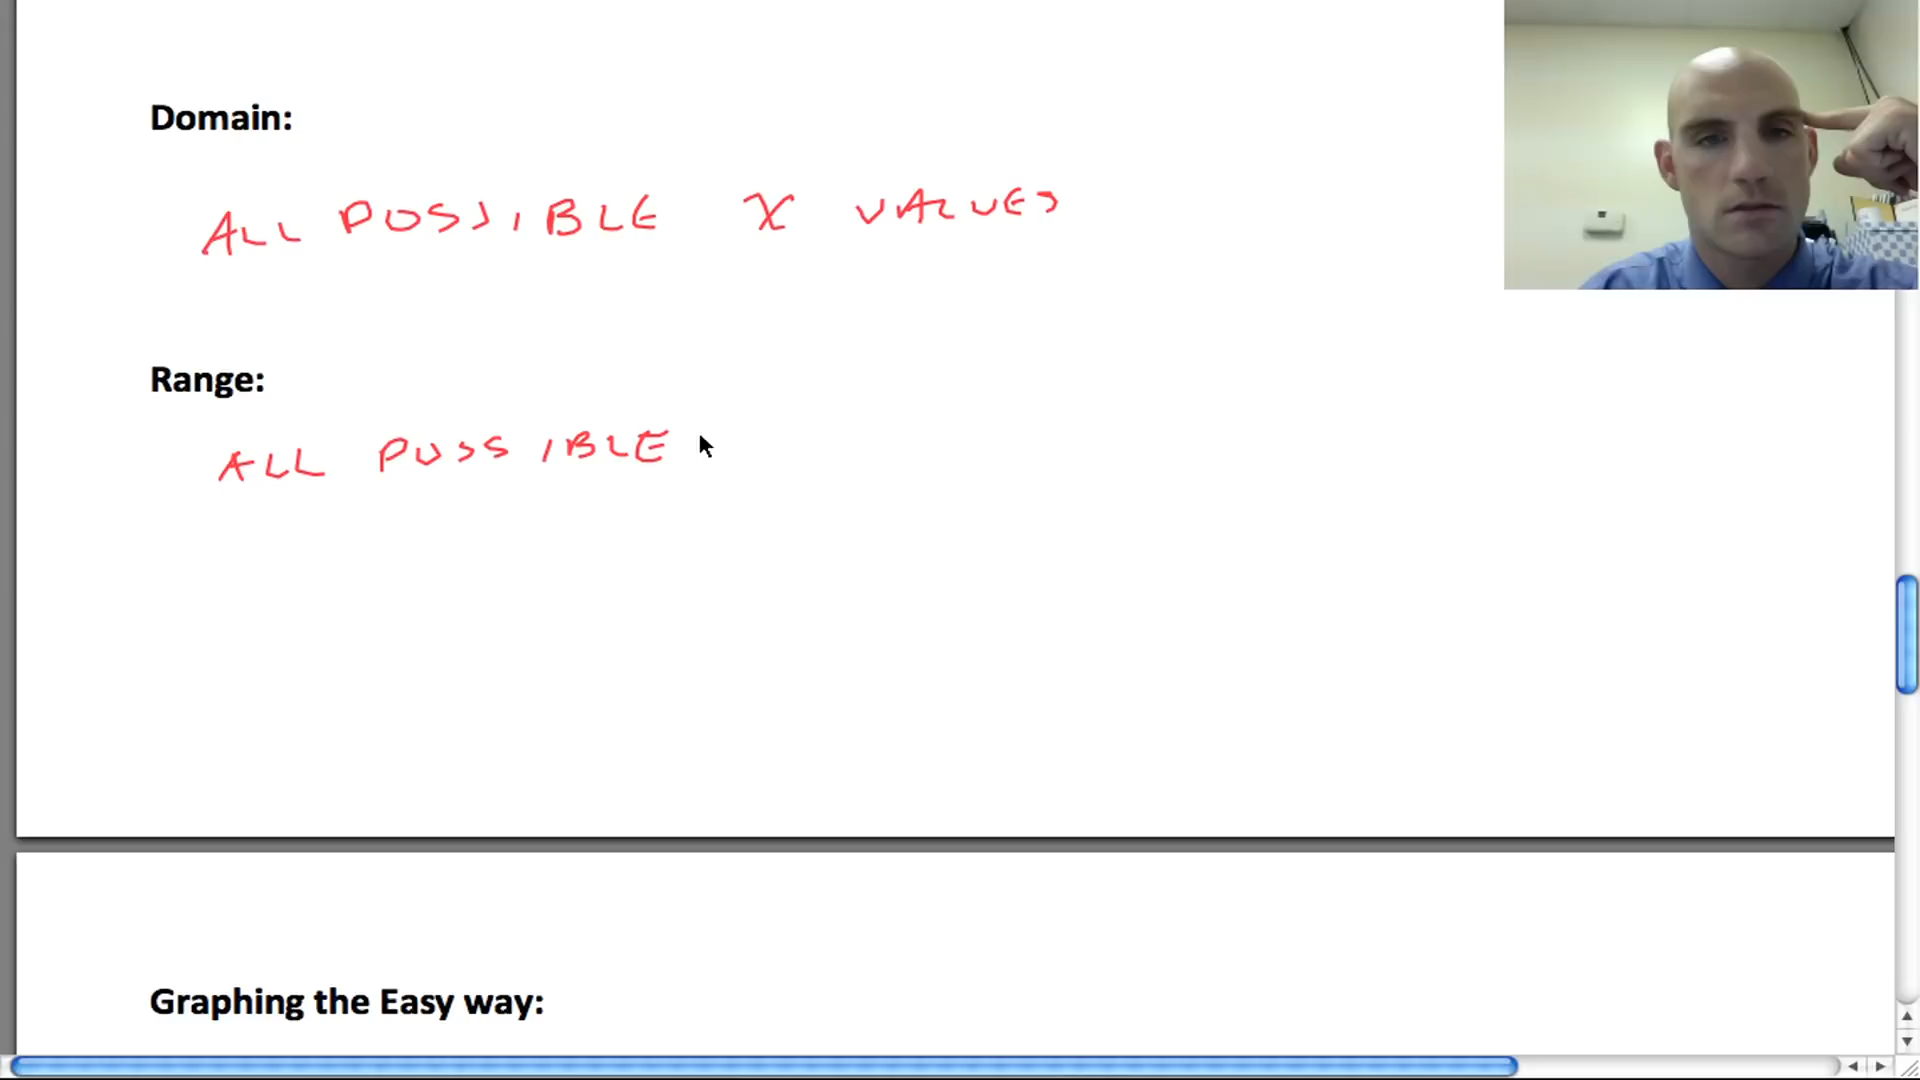 Domain:
ALL POSSIBLE X VALUES
Range:
ALL POSSIBLE
Graphing the Easy way: